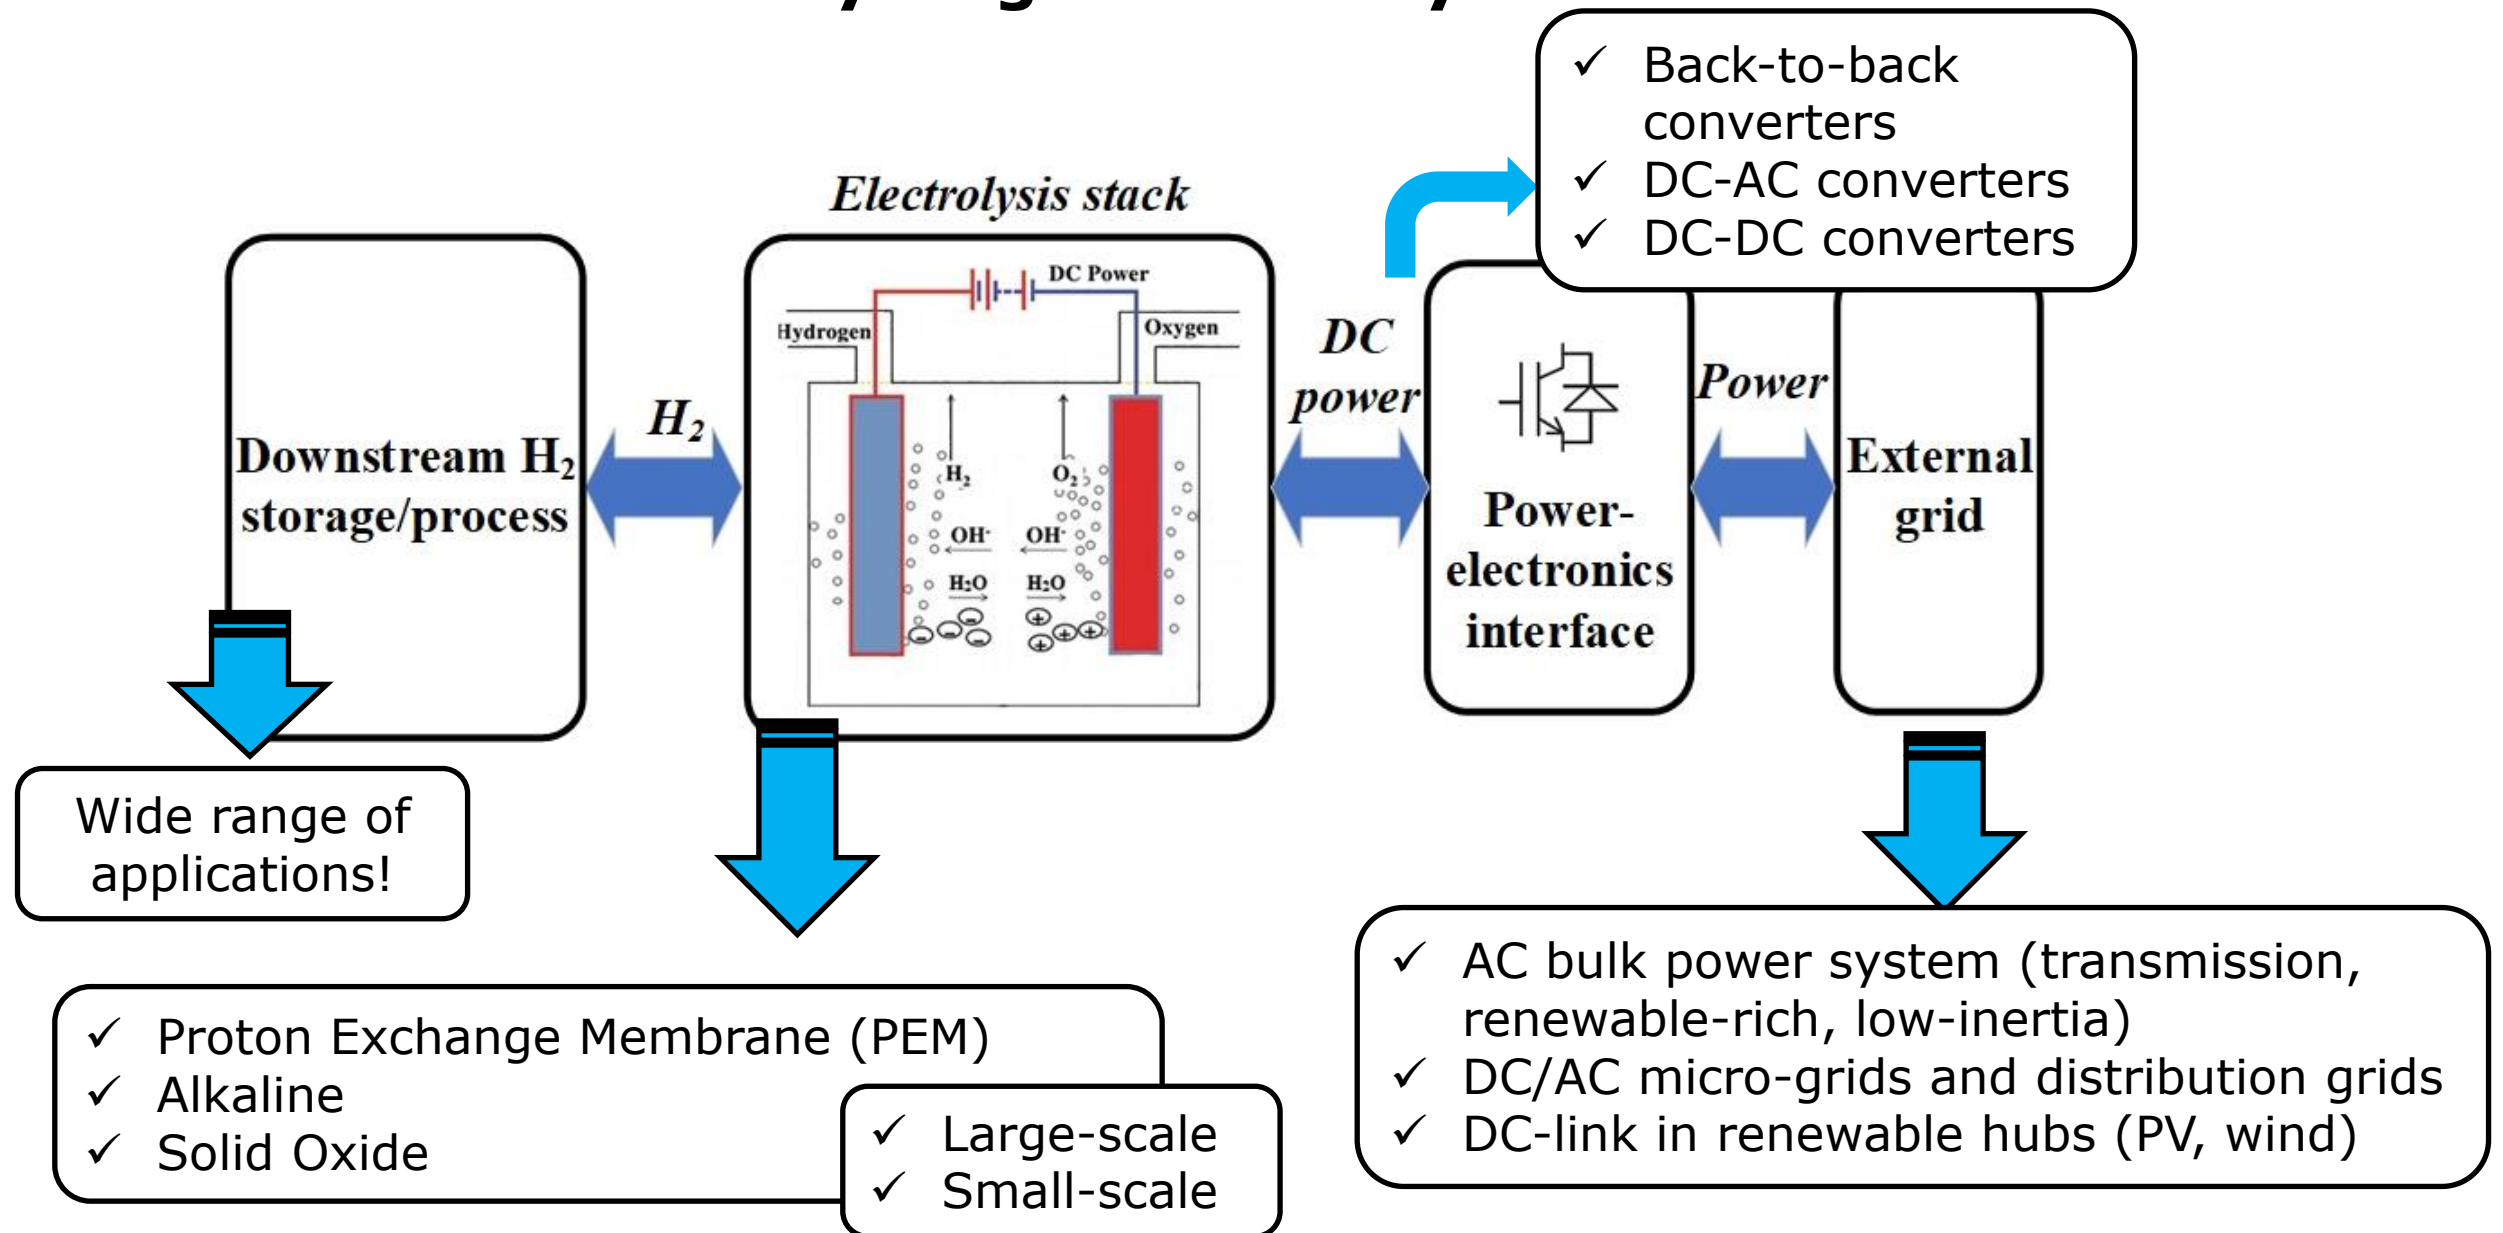 ✓ Back-to-back
converters
✓ DC-AC converters
✓ DC-DC converters
Electrolysis stack
DC Power
Hydrogen
Oxygen
H₂
O₂
OH⁻
OH⁻
H₂O
H₂O
Downstream H₂
storage/process
H₂
DC
power
Power-
electronics
interface
Power
External
grid
Wide range of
applications!
✓ Proton Exchange Membrane (PEM)
✓ Alkaline
✓ Solid Oxide
✓ Large-scale
✓ Small-scale
✓ AC bulk power system (transmission,
renewable-rich, low-inertia)
✓ DC/AC micro-grids and distribution grids
✓ DC-link in renewable hubs (PV, wind)